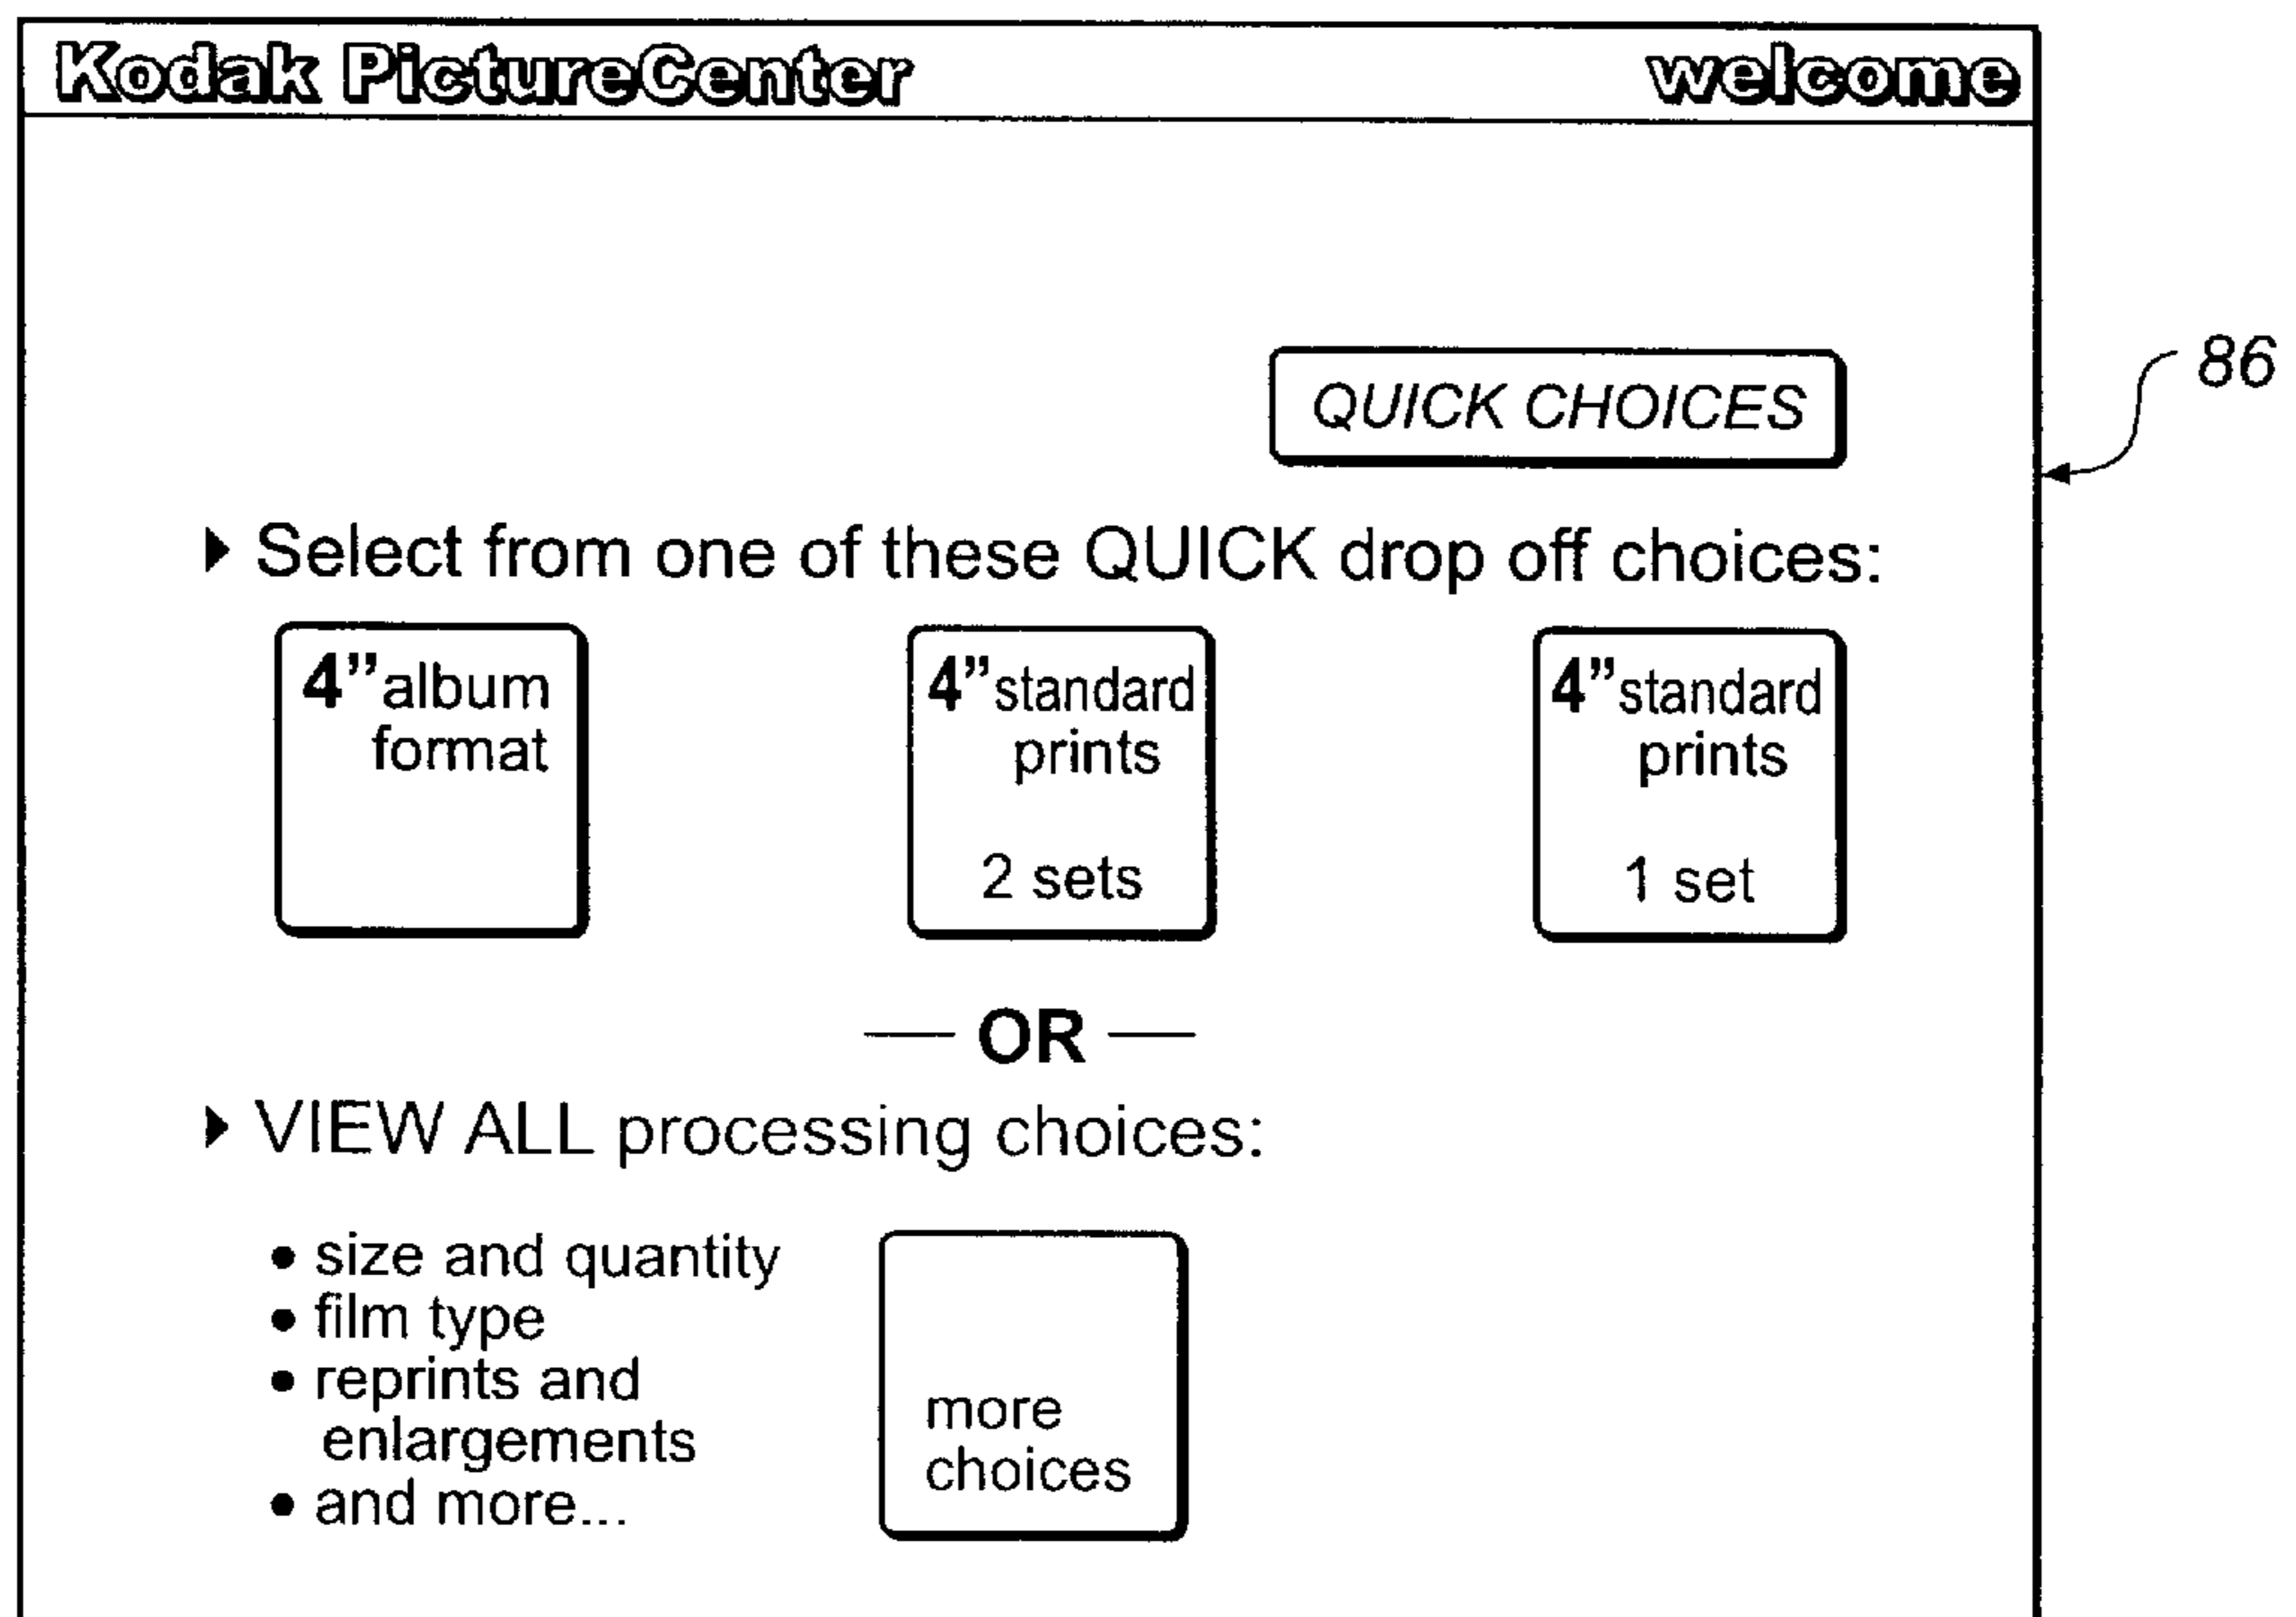 Kodak PictureCenter welcome
QUICK CHOICES
86
▶ Select from one of these QUICK drop off choices:
4” album
format
4” standard
prints
2 sets
4” standard
prints
1 set
— OR —
▶ VIEW ALL processing choices:
• size and quantity
• film type
• reprints and
enlargements
• and more...
more
choices